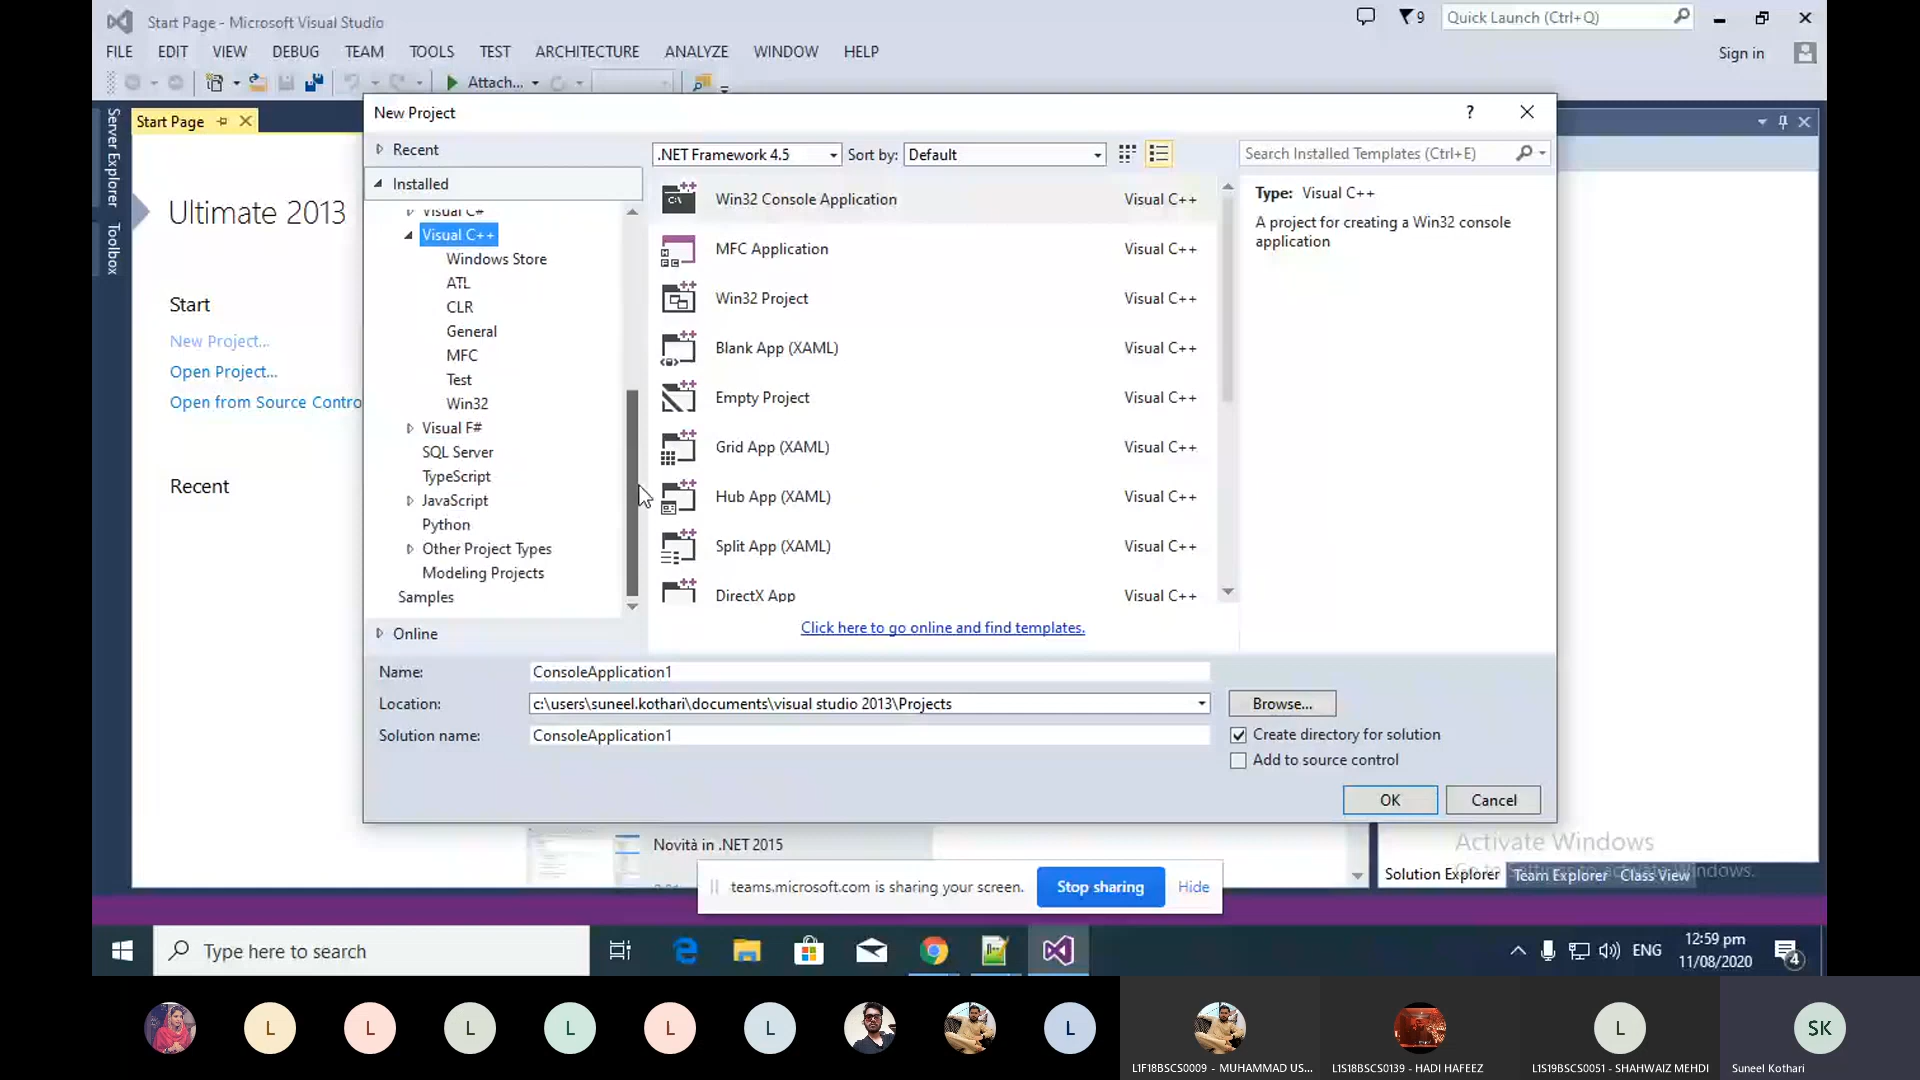 Start Page - Microsoft Visual Studio
9
Quick Launch (Ctrl+Q)
FILE EDIT VIEW DEBUG TEAM TOOLS TEST ARCHITECTURE ANALYZE WINDOW HELP
Sign in
Attach...
Server Explorer
Toolbox
Start Page
Ultimate 2013
Start
New Project...
Open Project...
Open from Source Contro
Recent
New Project
?
Recent
Installed
.NET Framework 4.5
Sort by: Default
Search Installed Templates (Ctrl+E)
Visual C#
Visual C++
Windows Store
ATL
CLR
General
MFC
Test
Win32
Visual F#
SQL Server
TypeScript
JavaScript
Python
Other Project Types
Modeling Projects
Samples
Online
Win32 Console Application Visual C++
MFC Application Visual C++
Win32 Project Visual C++
Blank App (XAML) Visual C++
Empty Project Visual C++
Grid App (XAML) Visual C++
Hub App (XAML) Visual C++
Split App (XAML) Visual C++
DirectX App Visual C++
Click here to go online and find templates.
Type: Visual C++
A project for creating a Win32 console
application
Name: ConsoleApplication1
Location: c:\users\suneel.kothari\documents\visual studio 2013\Projects
Browse...
Solution name: ConsoleApplication1
Create directory for solution
Add to source control
OK Cancel
Novità in .NET 2015
Activate Windows
Go to Settings to activate Windows.
Solution Explorer Team Explorer Class View
teams.microsoft.com is sharing your screen. Stop sharing Hide
Type here to search
ENG
12:59 pm
11/08/2020
4
L L L L L L L L SK
L1F18BSCS0009 - MUHAMMAD US... L1S18BSCS0139 - HADI HAFEEZ L1S19BSCS0051 - SHAHWAIZ MEHDI Suneel Kothari